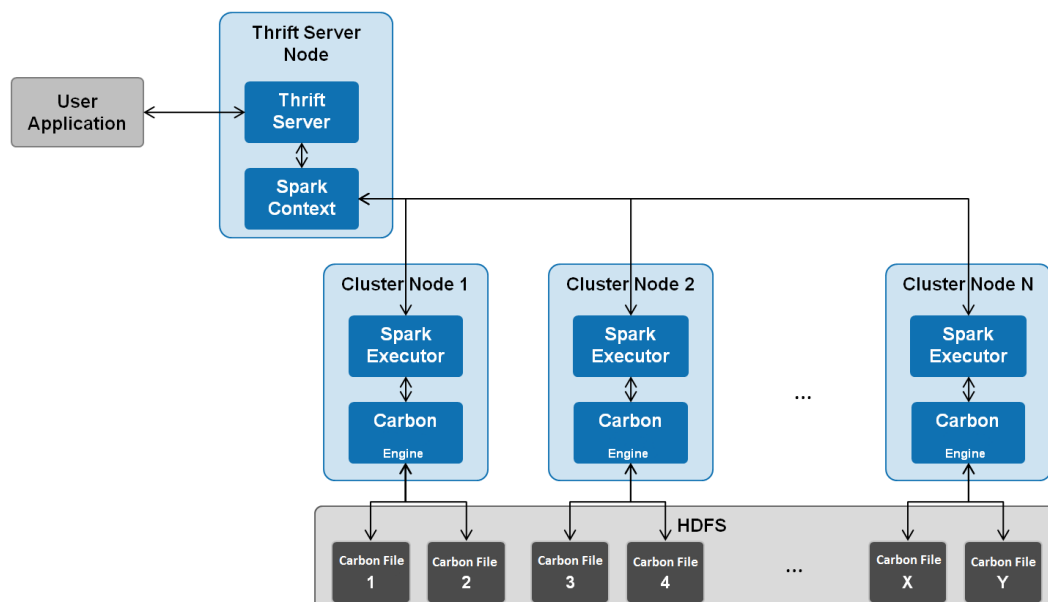 Thrift Server
Node
User
Application
Thrift
Server
Spark
Context
Cluster Node 1
Cluster Node 2
Cluster Node N
Spark
Executor
Spark
Executor
Spark
Executor
...
Carbon
Engine
Carbon
Engine
Carbon
Engine
HDFS
Carbon File
1
Carbon File
2
Carbon File
3
Carbon File
4
...
Carbon File
X
Carbon File
Y